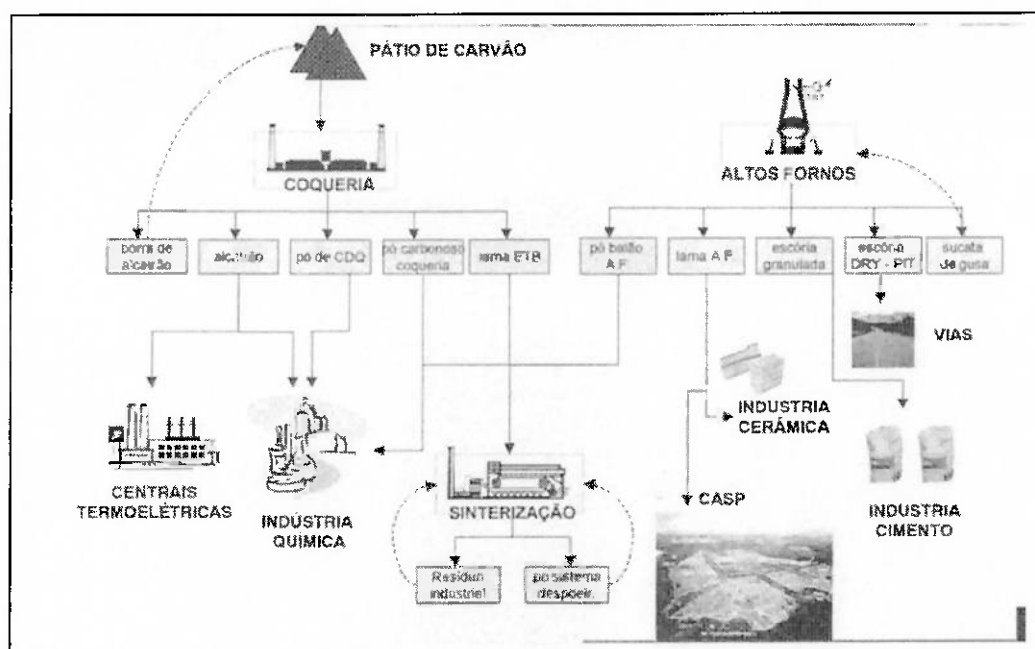 PÁTIO DE CARVÃO
COQUERIA
ALTOS FORNOS
borra de
alcatrão
alcatrão
pó de CDQ
pó carbonoso
coqueria
lama ETB
pó balão
A F
lama A F
escória
granulada
escória
DRY - PIT
sucata
de gusa
VIAS
INDUSTRIA
CERÂMICA
CENTRAIS
TERMOELÉTRICAS
INDÚSTRIA
QUÍMICA
SINTERIZAÇÃO
CASP
INDUSTRIA
CIMENTO
Resíduo
industrial
pó sistema
despoeir.